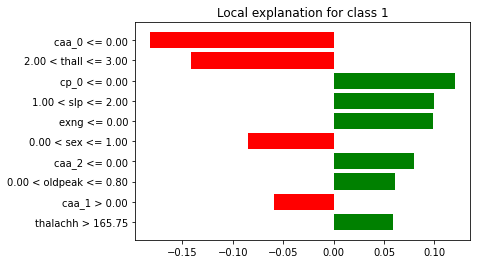 Local explanation for class 1
caa_0 <= 0.00
2.00 < thall <= 3.00
cp_0 <= 0.00
1.00 < slp <= 2.00
exng <= 0.00
0.00 < sex <= 1.00
caa_2 <= 0.00
0.00 < oldpeak <= 0.80
caa_1 > 0.00
thalachh > 165.75
−0.15 −0.10 −0.05 0.00 0.05 0.10